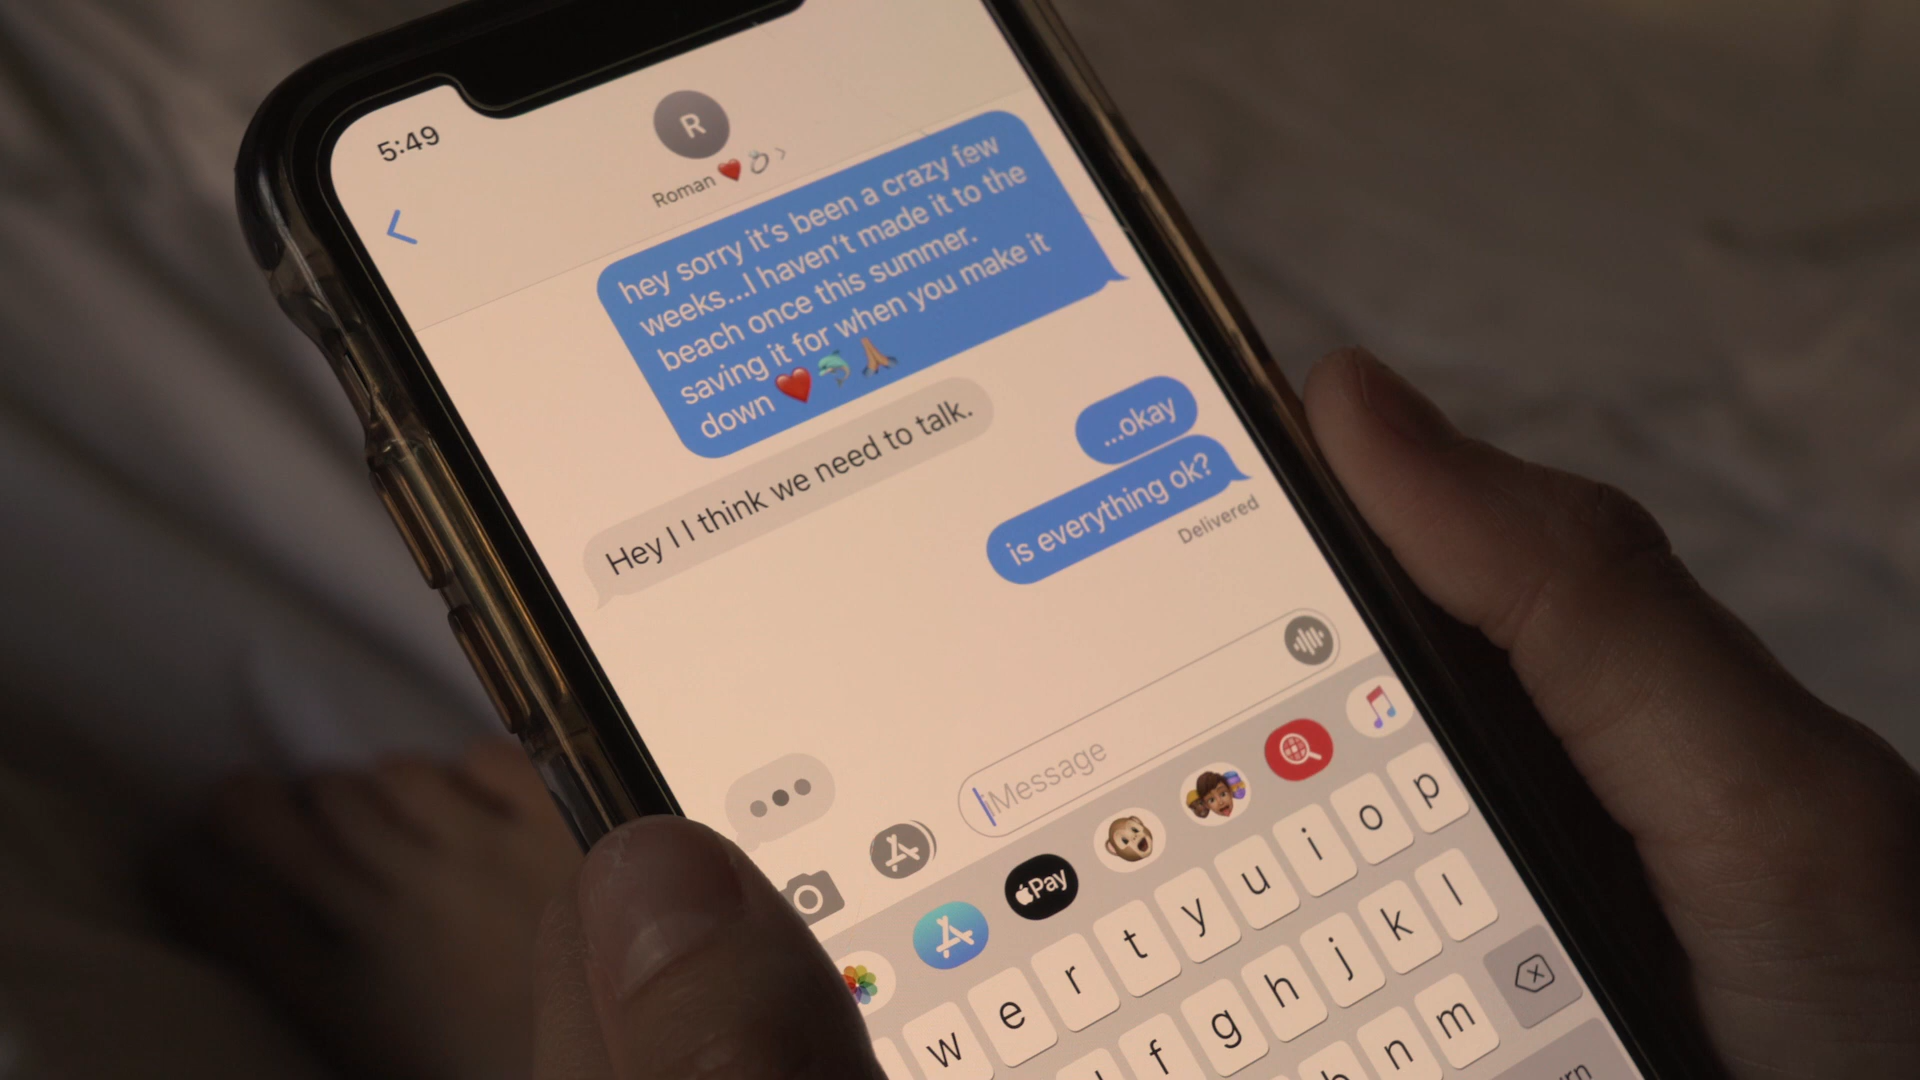 5:49
R
Roman ❤️ 💍 >
hey sorry it's been a crazy few
weeks...I haven't made it to the
beach once this summer.
saving it for when you make it
down ❤️ 🐬 🙏🏽
Hey I I think we need to talk.
...okay
is everything ok?
Delivered
iMessage
Pay
w e r t y u i o p
f g h j k l
n m